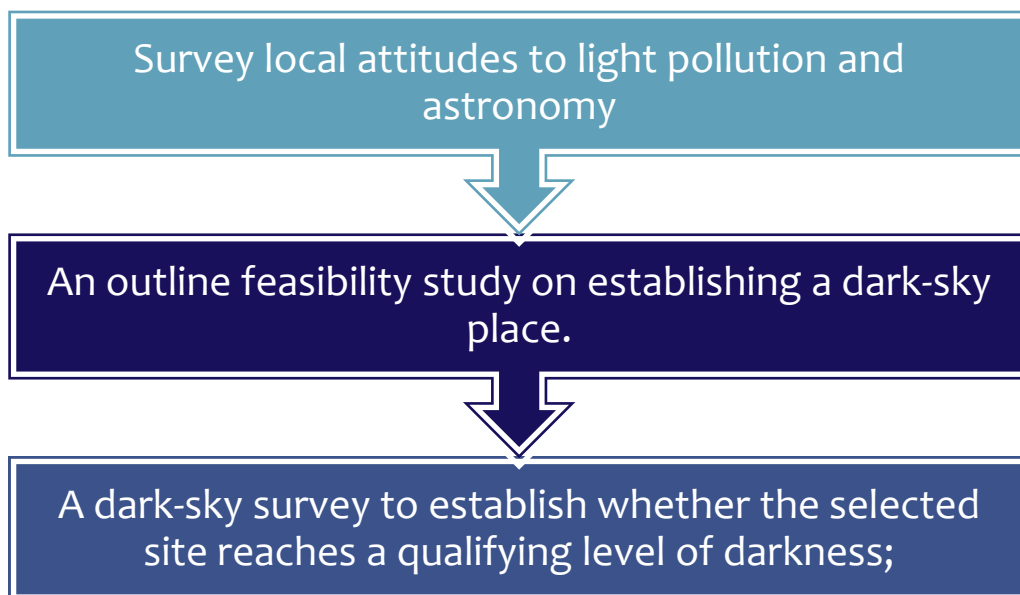 Survey local attitudes to light pollution and
astronomy
An outline feasibility study on establishing a dark-sky
place.
A dark-sky survey to establish whether the selected
site reaches a qualifying level of darkness;